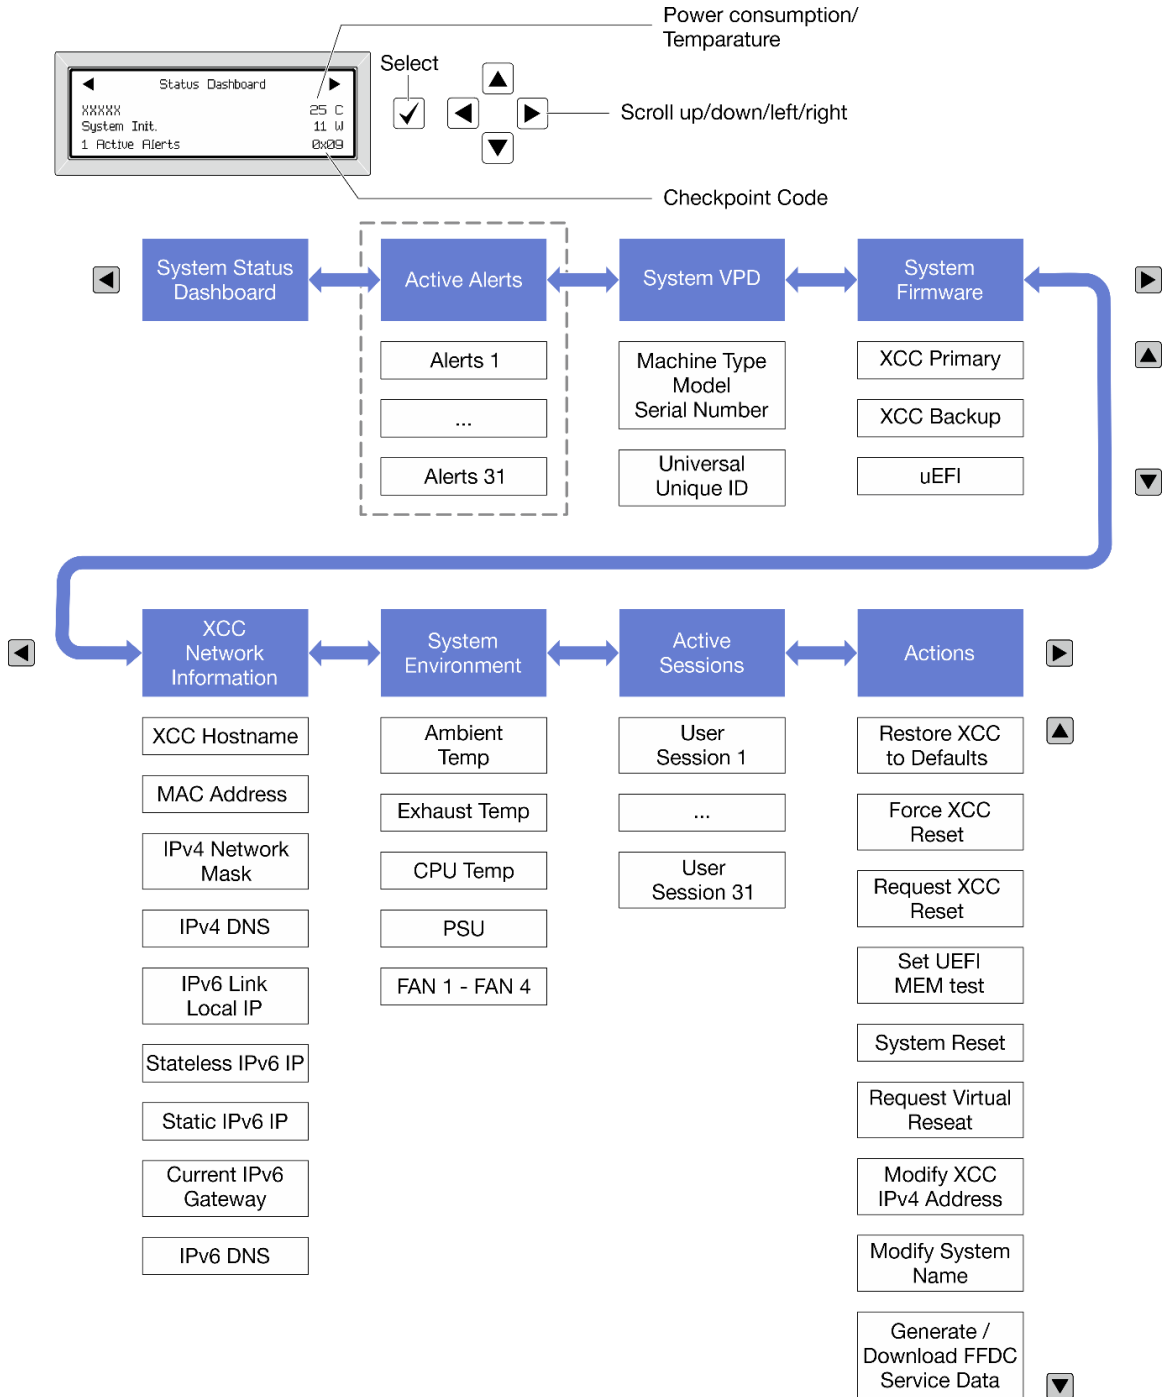 Power consumption/
Temparature
Select
Status Dashboard
XXXXX 25 C
System Init. 11 W
1 Active Alerts 0x09
Scroll up/down/left/right
Checkpoint Code
System Status
Dashboard
Active Alerts
System VPD
System
Firmware
Alerts 1
...
Alerts 31
Machine Type
Model
Serial Number
Universal
Unique ID
XCC Primary
XCC Backup
uEFI
XCC
Network
Information
System
Environment
Active
Sessions
Actions
XCC Hostname
MAC Address
IPv4 Network
Mask
IPv4 DNS
IPv6 Link
Local IP
Stateless IPv6 IP
Static IPv6 IP
Current IPv6
Gateway
IPv6 DNS
Ambient
Temp
Exhaust Temp
CPU Temp
PSU
FAN 1 - FAN 4
User
Session 1
...
User
Session 31
Restore XCC
to Defaults
Force XCC
Reset
Request XCC
Reset
Set UEFI
MEM test
System Reset
Request Virtual
Reseat
Modify XCC
IPv4 Address
Modify System
Name
Generate /
Download FFDC
Service Data